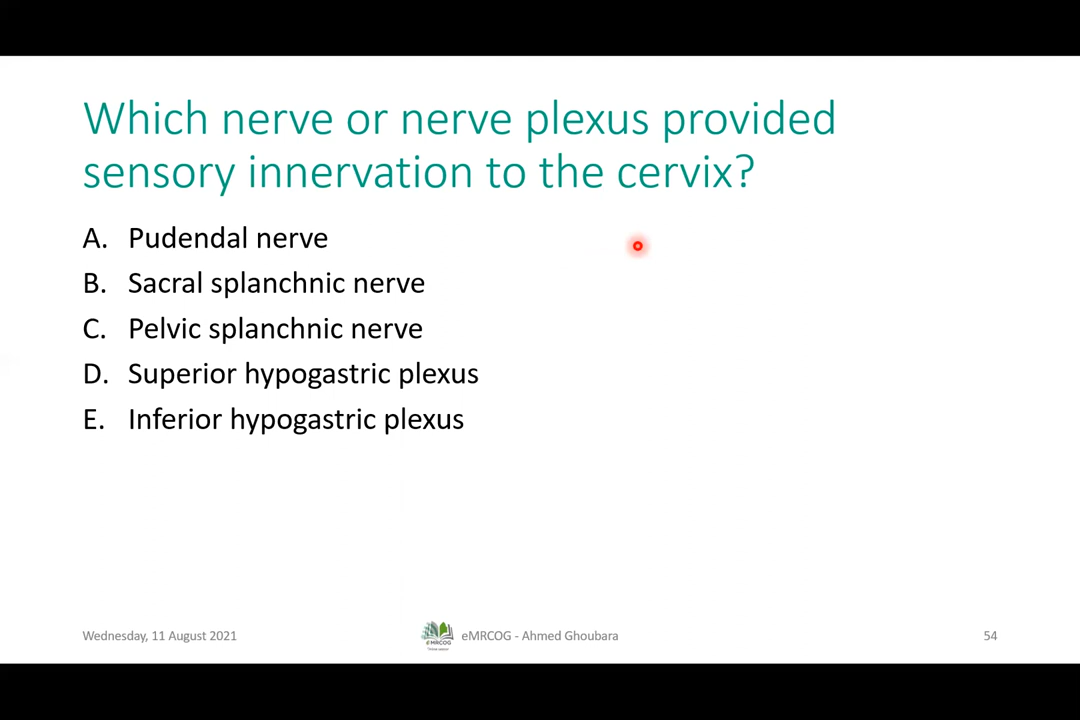 Which nerve or nerve plexus provided
sensory innervation to the cervix?
A. Pudendal nerve
B. Sacral splanchnic nerve
C. Pelvic splanchnic nerve
D. Superior hypogastric plexus
E. Inferior hypogastric plexus
Wednesday, 11 August 2021
eMRCOG
eMRCOG - Ahmed Ghoubara
54